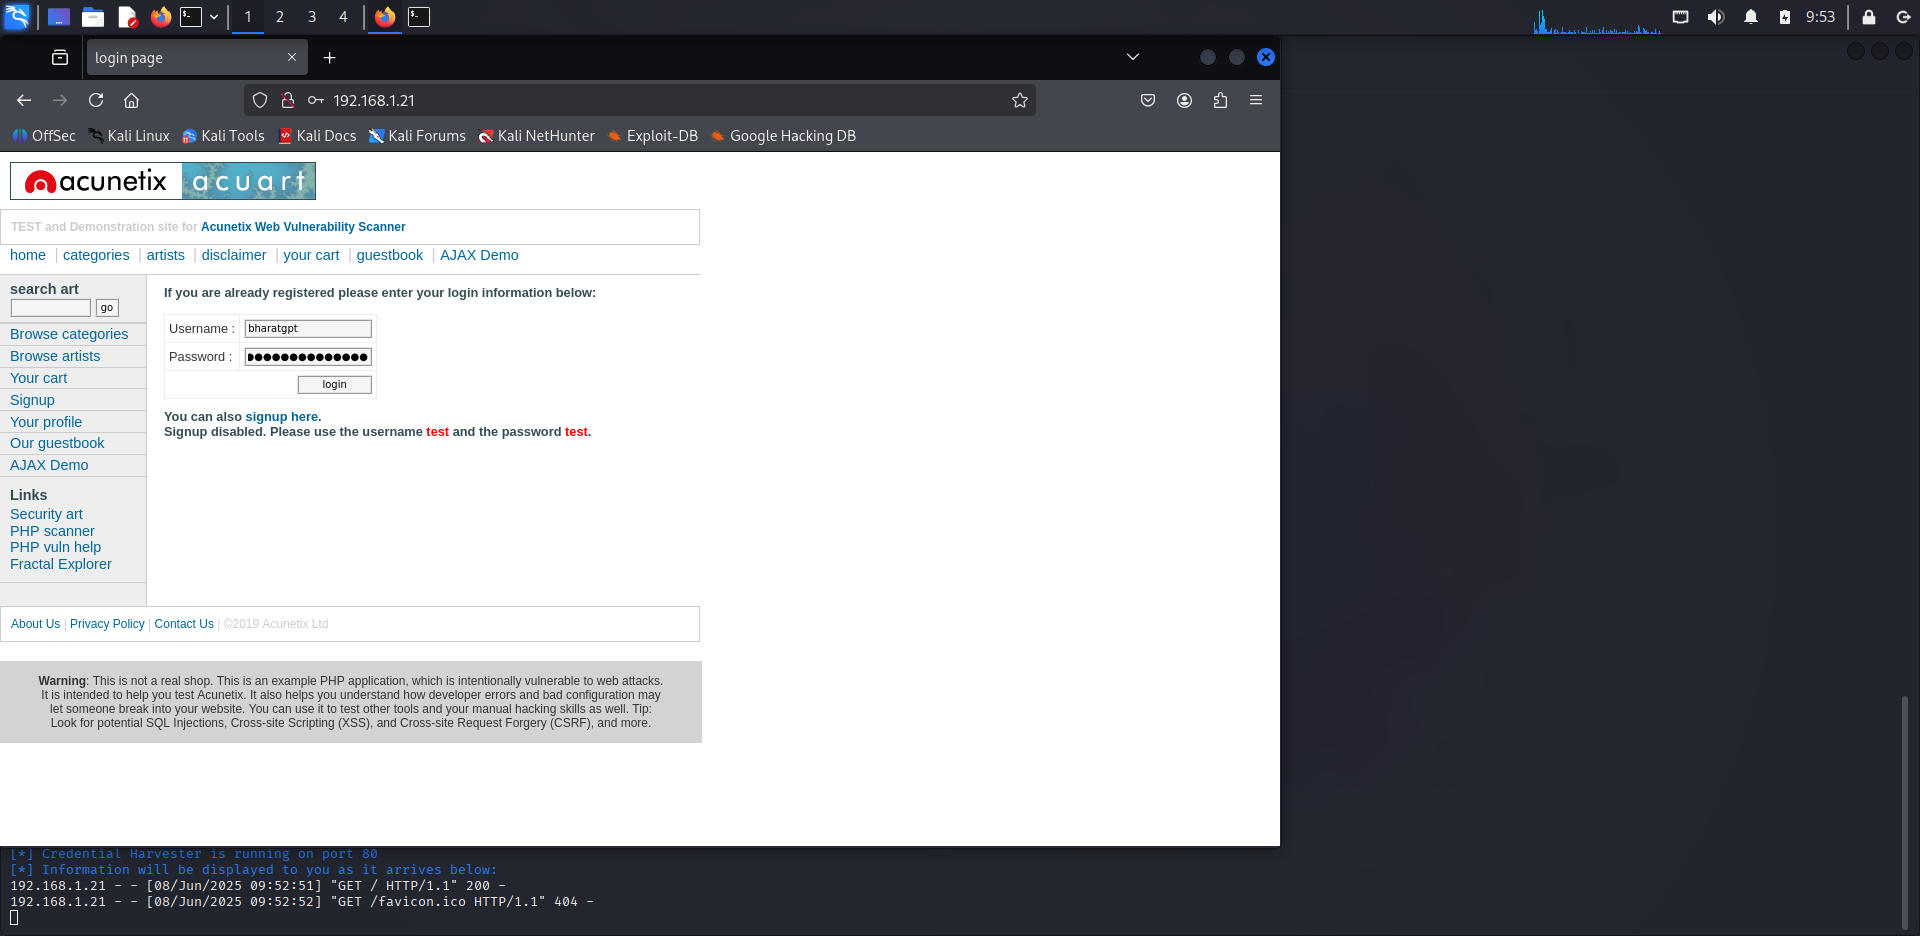 1 2 3 4 9:53
login page
192.168.1.21
OffSec Kali Linux Kali Tools Kali Docs Kali Forums Kali NetHunter Exploit-DB Google Hacking DB
acunetix acuart
TEST and Demonstration site for Acunetix Web Vulnerability Scanner
home | categories | artists | disclaimer | your cart | guestbook | AJAX Demo
search art
go
Browse categories
Browse artists
Your cart
Signup
Your profile
Our guestbook
AJAX Demo
Links
Security art
PHP scanner
PHP vuln help
Fractal Explorer
If you are already registered please enter your login information below:
Username : bharatgpt
Password : ●●●●●●●●●●●●●●
login
You can also signup here.
Signup disabled. Please use the username test and the password test.
About Us | Privacy Policy | Contact Us | ©2019 Acunetix Ltd
Warning: This is not a real shop. This is an example PHP application, which is intentionally vulnerable to web attacks.
It is intended to help you test Acunetix. It also helps you understand how developer errors and bad configuration may
let someone break into your website. You can use it to test other tools and your manual hacking skills as well. Tip:
Look for potential SQL Injections, Cross-site Scripting (XSS), and Cross-site Request Forgery (CSRF), and more.
[*] Credential Harvester is running on port 80
[*] Information will be displayed to you as it arrives below:
192.168.1.21 - - [08/Jun/2025 09:52:51] "GET / HTTP/1.1" 200 -
192.168.1.21 - - [08/Jun/2025 09:52:52] "GET /favicon.ico HTTP/1.1" 404 -